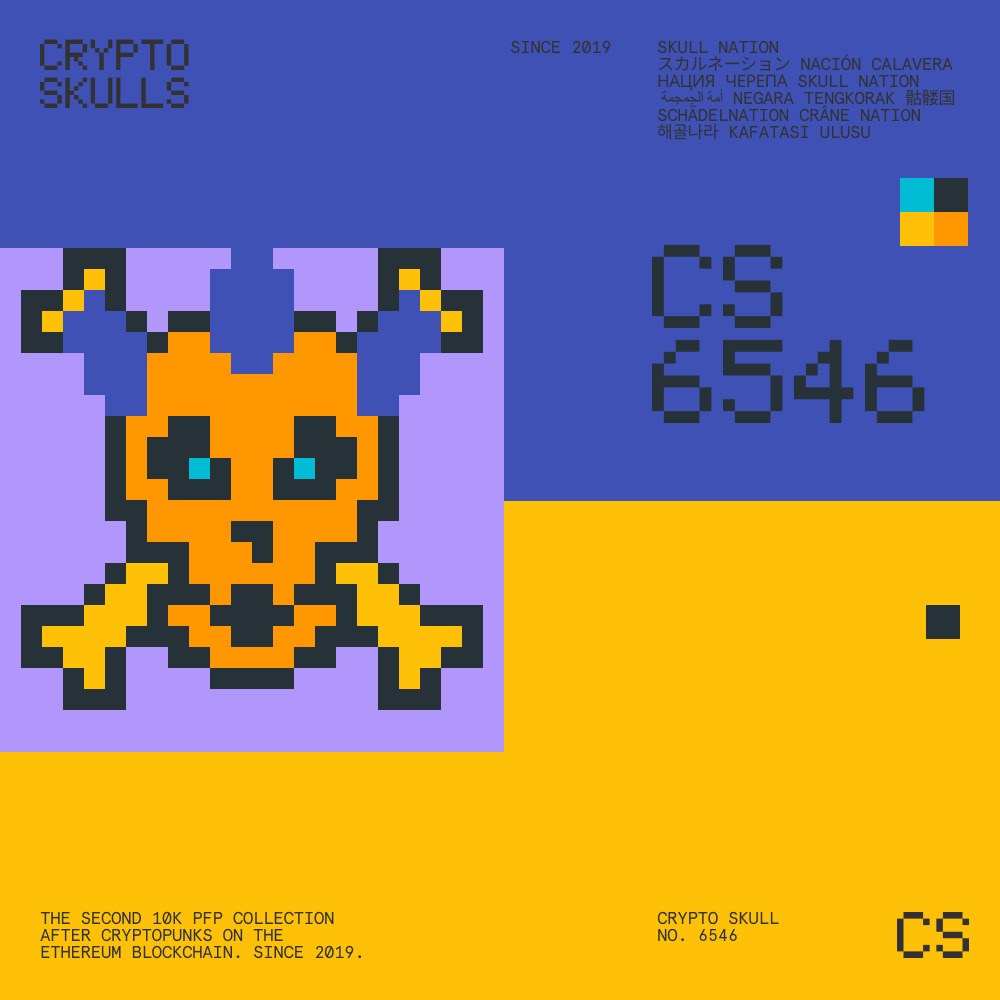 CRYPTO
SKULLS
SINCE 2019
SKULL NATION
スカルネーション NACIÓN CALAVERA
НАЦИЯ ЧЕРЕПА SKULL NATION
أمة الجمجمة NEGARA TENGKORAK 骷髅国
SCHÄDELNATION CRÂNE NATION
해골나라 KAFATASI ULUSU
CS
6546
THE SECOND 10K PFP COLLECTION
AFTER CRYPTOPUNKS ON THE
ETHEREUM BLOCKCHAIN. SINCE 2019.
CRYPTO SKULL
NO. 6546
CS